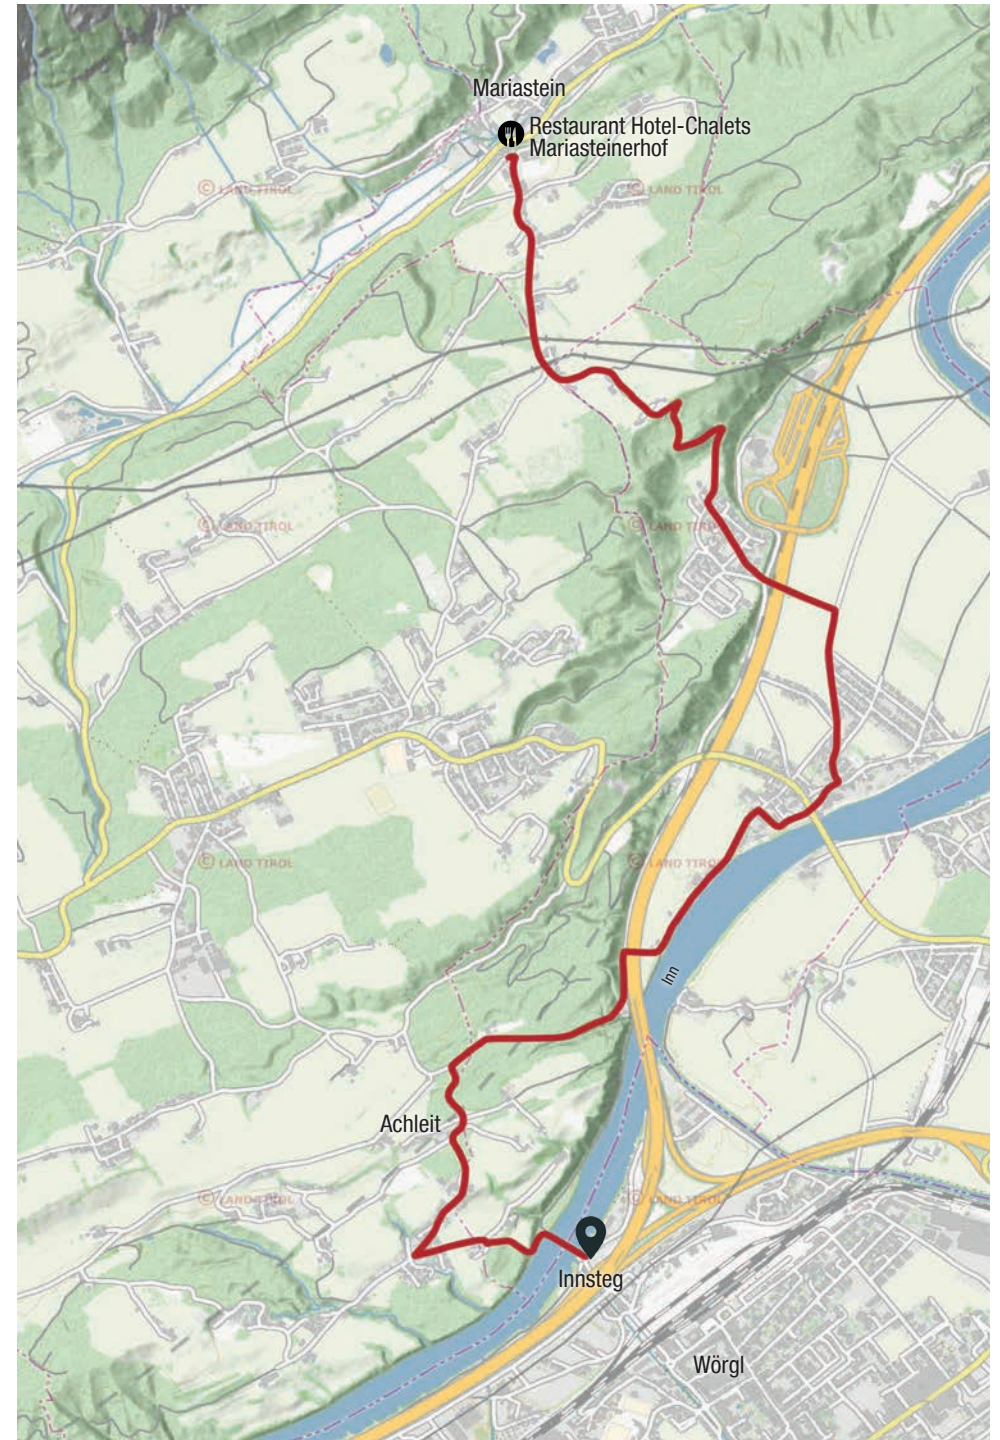 Mariastein
Restaurant Hotel-Chalets
Mariasteinerhof
© LAND TIROL
© LAND TIROL
© LAND TIROL
© LAND TIROL
© LAND TIROL
© LAND TIROL
Inn
Achleit
© LAND TIROL
© LAND TIROL
Innsteg
Wörgl